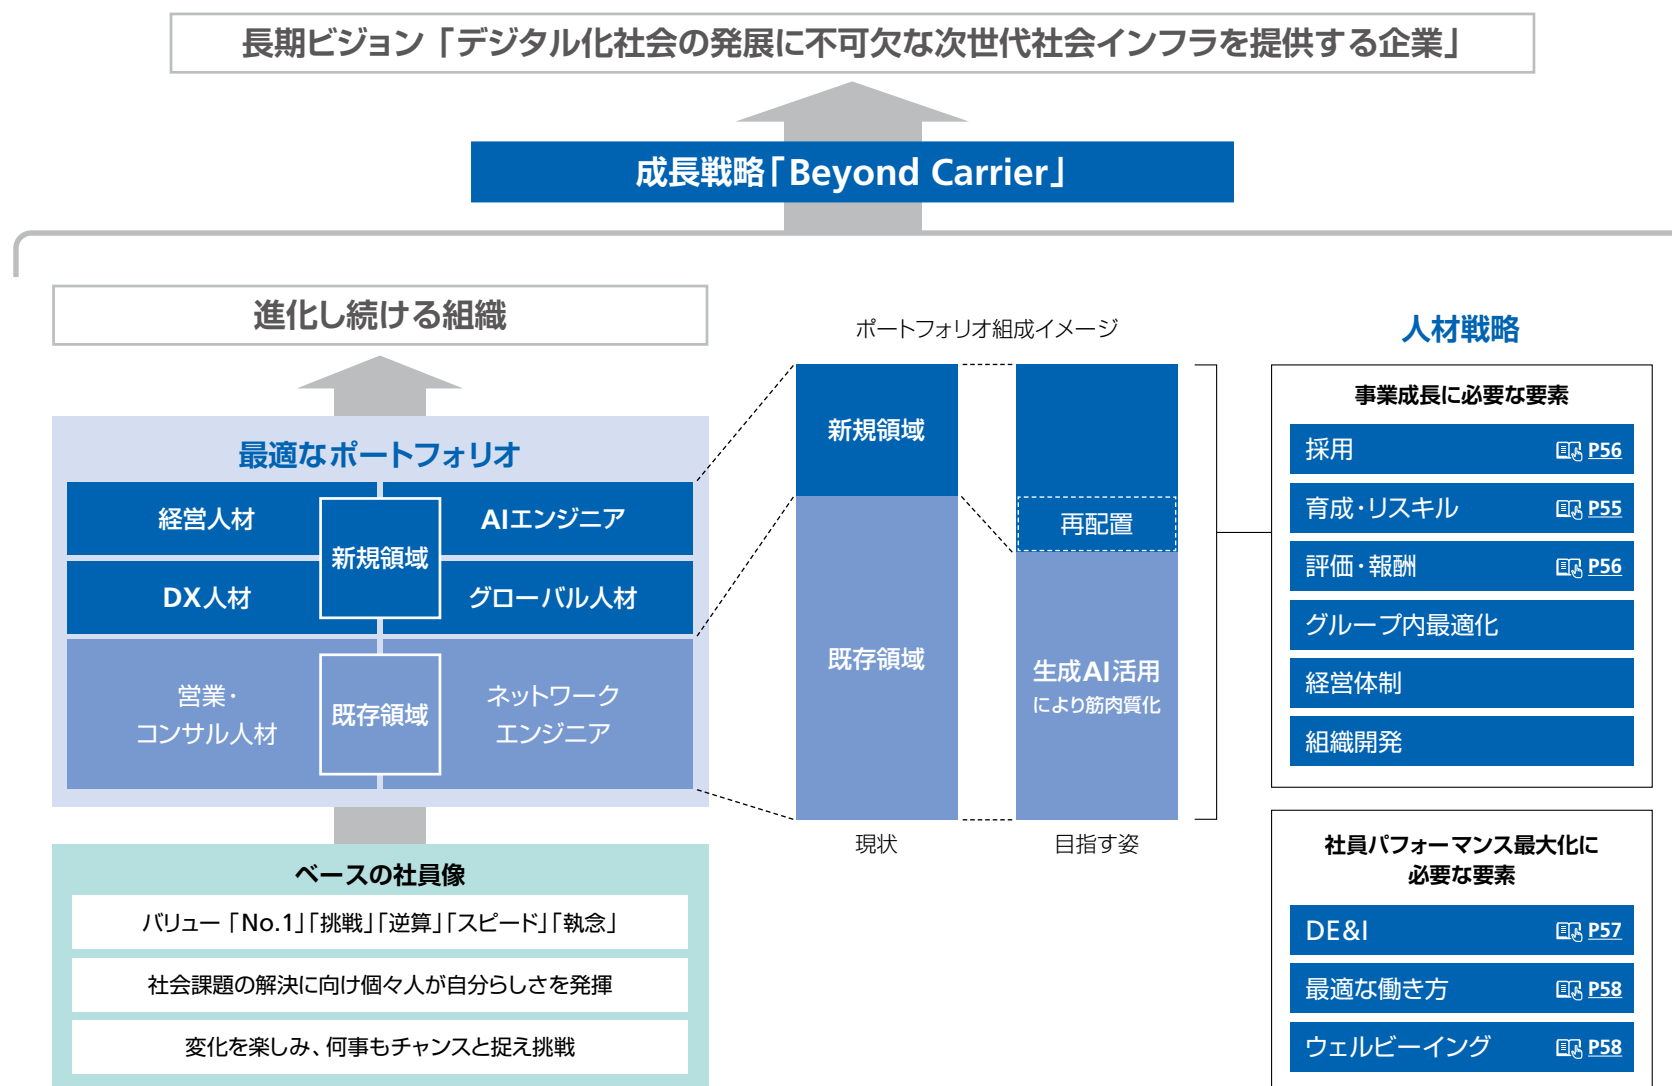 長期ビジョン「デジタル化社会の発展に不可欠な次世代社会インフラを提供する企業」
成長戦略「Beyond Carrier」
進化し続ける組織
最適なポートフォリオ
経営人材
AIエンジニア
新規領域
DX人材
グローバル人材
営業・
コンサル人材
既存領域
ネットワーク
エンジニア
ベースの社員像
バリュー「No.1」「挑戦」「逆算」「スピード」「執念」
社会課題の解決に向け個々人が自分らしさを発揮
変化を楽しみ、何事もチャンスと捉え挑戦
ポートフォリオ組成イメージ
新規領域
既存領域
現状
再配置
生成AI活用
により筋肉質化
目指す姿
人材戦略
事業成長に必要な要素
採用 P56
育成・リスキル P55
評価・報酬 P56
グループ内最適化
経営体制
組織開発
社員パフォーマンス最大化に
必要な要素
DE&I P57
最適な働き方 P58
ウェルビーイング P58